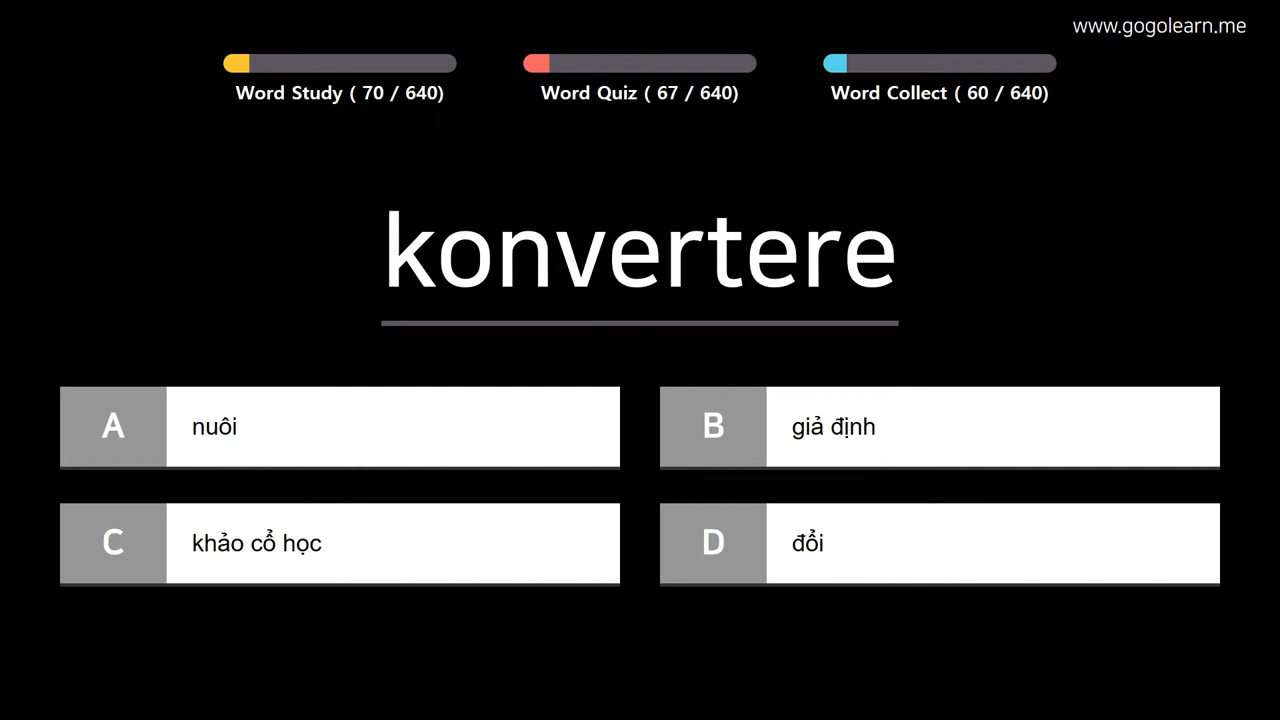 www.gogolearn.me
Word Study ( 70 / 640)
Word Quiz ( 67 / 640)
Word Collect ( 60 / 640)
konvertere
A nuôi
B giả định
C khảo cổ học
D đổi